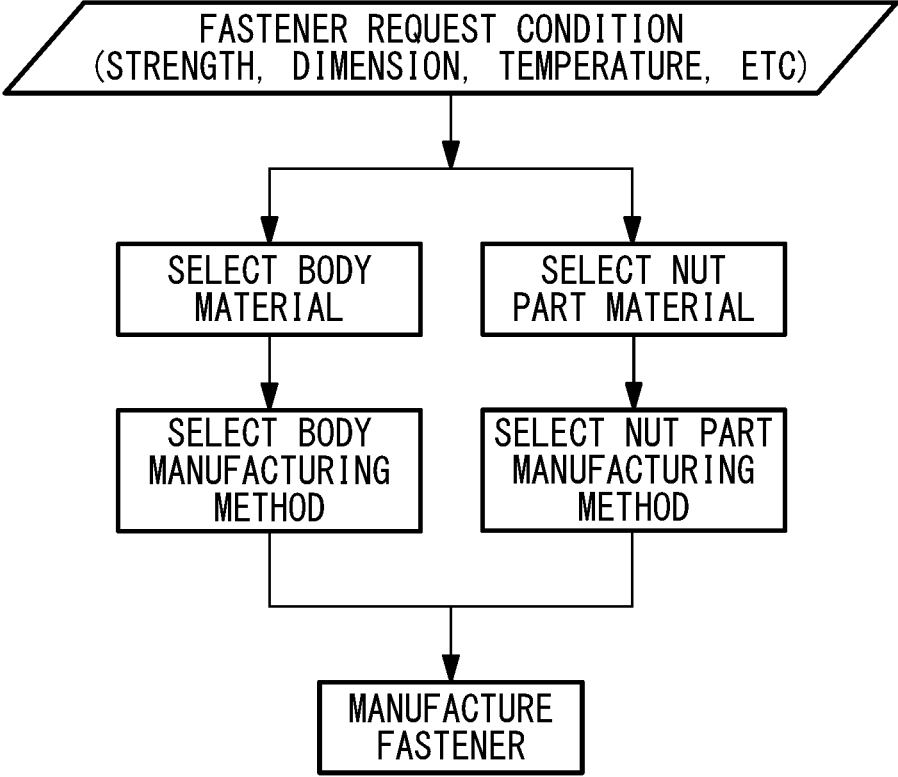 FASTENER REQUEST CONDITION
(STRENGTH, DIMENSION, TEMPERATURE, ETC)
SELECT BODY
MATERIAL
SELECT NUT
PART MATERIAL
SELECT BODY
MANUFACTURING
METHOD
SELECT NUT PART
MANUFACTURING
METHOD
MANUFACTURE
FASTENER